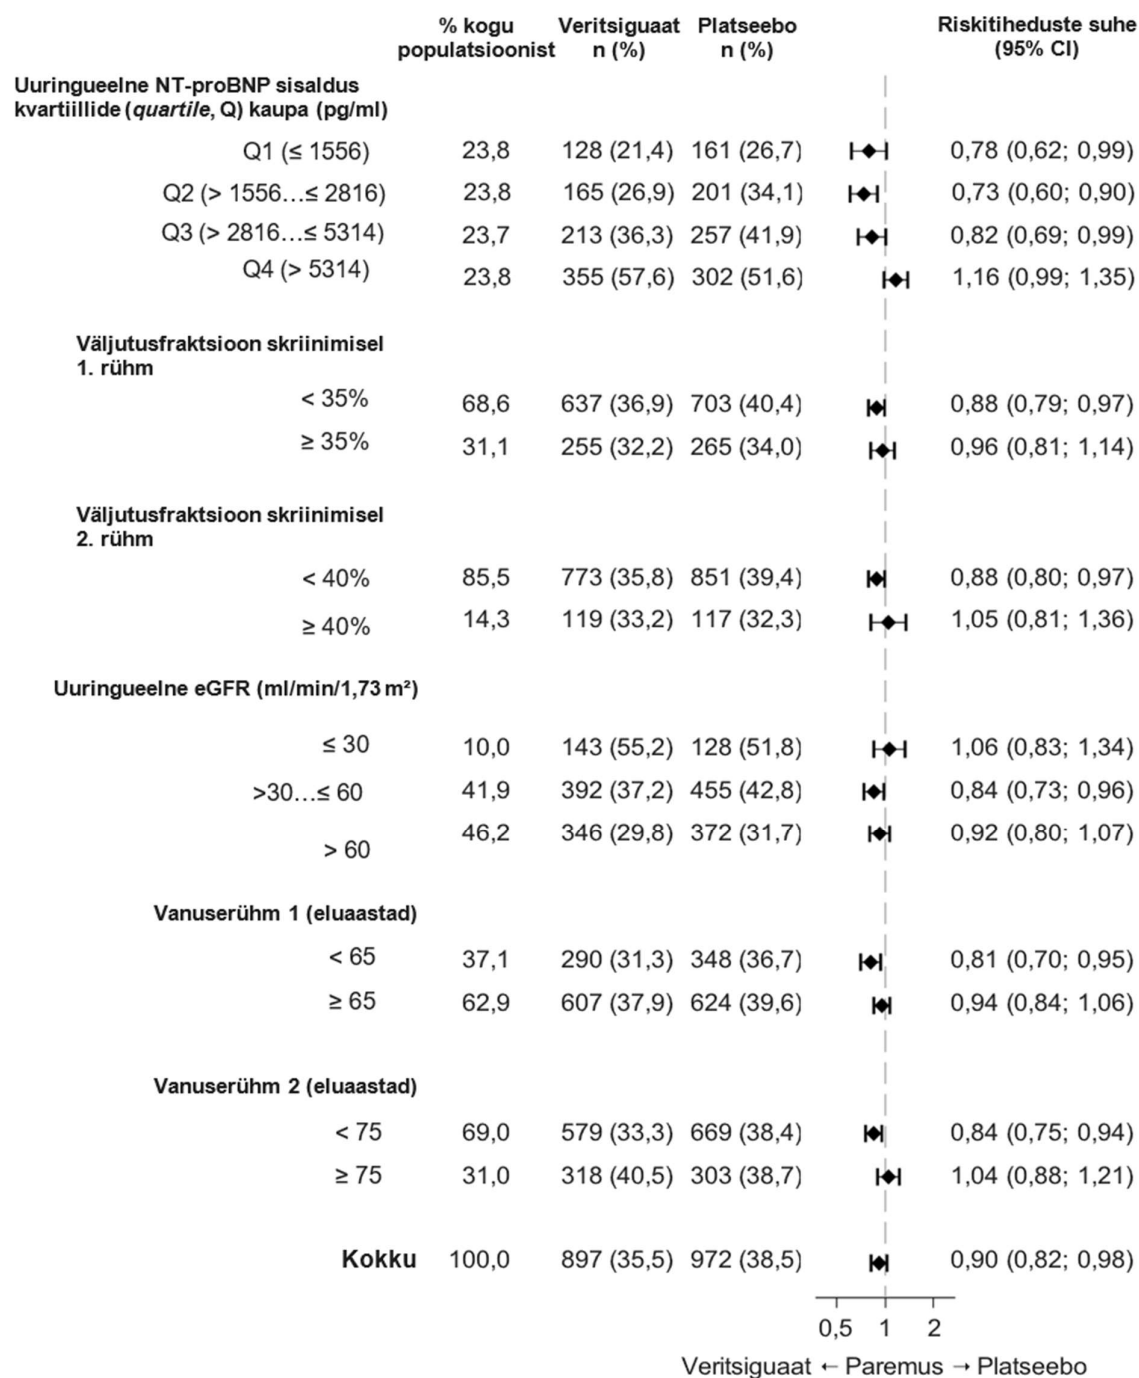 % kogu Veritsiguaat Platseebo Riskitiheduste suhe
populatsioonist n (%) n (%) (95% CI)
Uuringueelne NT-proBNP sisaldus
kvartiillide (quartile, Q) kaupa (pg/ml)
Q1 (≤ 1556) 23,8 128 (21,4) 161 (26,7) 0,78 (0,62; 0,99)
Q2 (> 1556…≤ 2816) 23,8 165 (26,9) 201 (34,1) 0,73 (0,60; 0,90)
Q3 (> 2816…≤ 5314) 23,7 213 (36,3) 257 (41,9) 0,82 (0,69; 0,99)
Q4 (> 5314) 23,8 355 (57,6) 302 (51,6) 1,16 (0,99; 1,35)
Väljutusfraktsioon skriinimisel
1. rühm
< 35% 68,6 637 (36,9) 703 (40,4) 0,88 (0,79; 0,97)
≥ 35% 31,1 255 (32,2) 265 (34,0) 0,96 (0,81; 1,14)
Väljutusfraktsioon skriinimisel
2. rühm
< 40% 85,5 773 (35,8) 851 (39,4) 0,88 (0,80; 0,97)
≥ 40% 14,3 119 (33,2) 117 (32,3) 1,05 (0,81; 1,36)
Uuringueelne eGFR (ml/min/1,73 m²)
≤ 30 10,0 143 (55,2) 128 (51,8) 1,06 (0,83; 1,34)
>30…≤ 60 41,9 392 (37,2) 455 (42,8) 0,84 (0,73; 0,96)
> 60 46,2 346 (29,8) 372 (31,7) 0,92 (0,80; 1,07)
Vanuserühm 1 (eluaastad)
< 65 37,1 290 (31,3) 348 (36,7) 0,81 (0,70; 0,95)
≥ 65 62,9 607 (37,9) 624 (39,6) 0,94 (0,84; 1,06)
Vanuserühm 2 (eluaastad)
< 75 69,0 579 (33,3) 669 (38,4) 0,84 (0,75; 0,94)
≥ 75 31,0 318 (40,5) 303 (38,7) 1,04 (0,88; 1,21)
Kokku 100,0 897 (35,5) 972 (38,5) 0,90 (0,82; 0,98)
0,5 1 2
Veritsiguaat ← Paremus → Platseebo